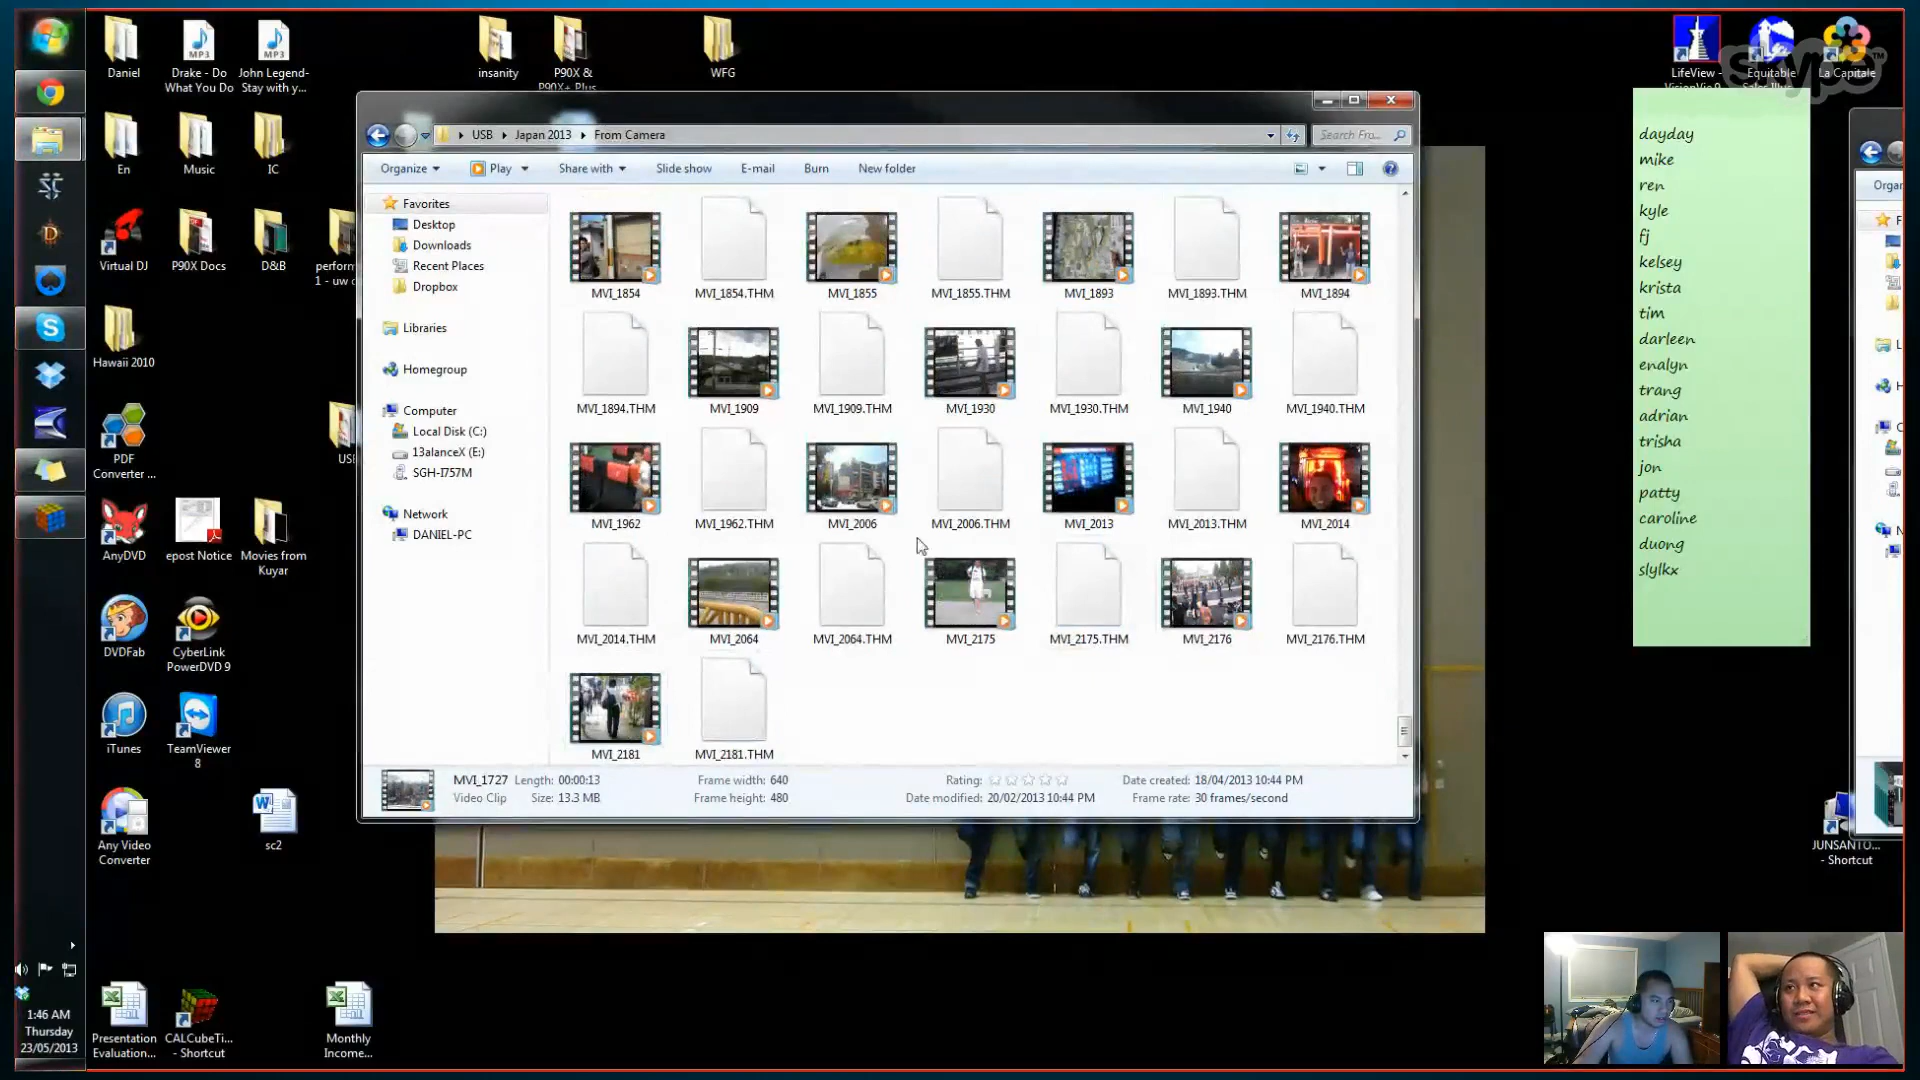 Daniel
Drake - Do
What You Do
John Legend-
Stay with y...
insanity
P90X &
P90X+ Plus
WFG
LifeView -
Equitable
La Capitale
skype™
USB
Japan 2013
From Camera
Search Fro...
Organize
Play
Share with
Slide show
E-mail
Burn
New folder
Organ
Favorites
Desktop
Downloads
Recent Places
Dropbox
Libraries
Homegroup
Computer
Local Disk (C:)
13alanceX (E:)
SGH-I757M
Network
DANIEL-PC
MVI_1854
MVI_1854.THM
MVI_1855
MVI_1855.THM
MVI_1893
MVI_1893.THM
MVI_1894
MVI_1894.THM
MVI_1909
MVI_1909.THM
MVI_1930
MVI_1930.THM
MVI_1940
MVI_1940.THM
MVI_1962
MVI_1962.THM
MVI_2006
MVI_2006.THM
MVI_2013
MVI_2013.THM
MVI_2014
MVI_2014.THM
MVI_2064
MVI_2064.THM
MVI_2175
MVI_2175.THM
MVI_2176
MVI_2176.THM
MVI_2181
MVI_2181.THM
MVI_1727
Length: 00:00:13
Frame width: 640
Rating:
Date created: 18/04/2013 10:44 PM
Video Clip
Size: 13.3 MB
Frame height: 480
Date modified: 20/02/2013 10:44 PM
Frame rate: 30 frames/second
dayday
mike
ren
kyle
fj
kelsey
krista
tim
darleen
enalyn
trang
adrian
trisha
jon
patty
caroline
duong
slylkx
MP3
MP3
En
Music
IC
Virtual DJ
P90X Docs
D&B
perform
1 - uw c
Hawaii 2010
PDF
Converter ...
USB
AnyDVD
epost Notice
Movies from
Kuyar
DVDFab
CyberLink
PowerDVD 9
iTunes
TeamViewer
8
Any Video
Converter
sc2
JUNSANTO...
- Shortcut
1:46 AM
Thursday
23/05/2013
Presentation
Evaluation...
CALCubeTi...
- Shortcut
Monthly
Income...